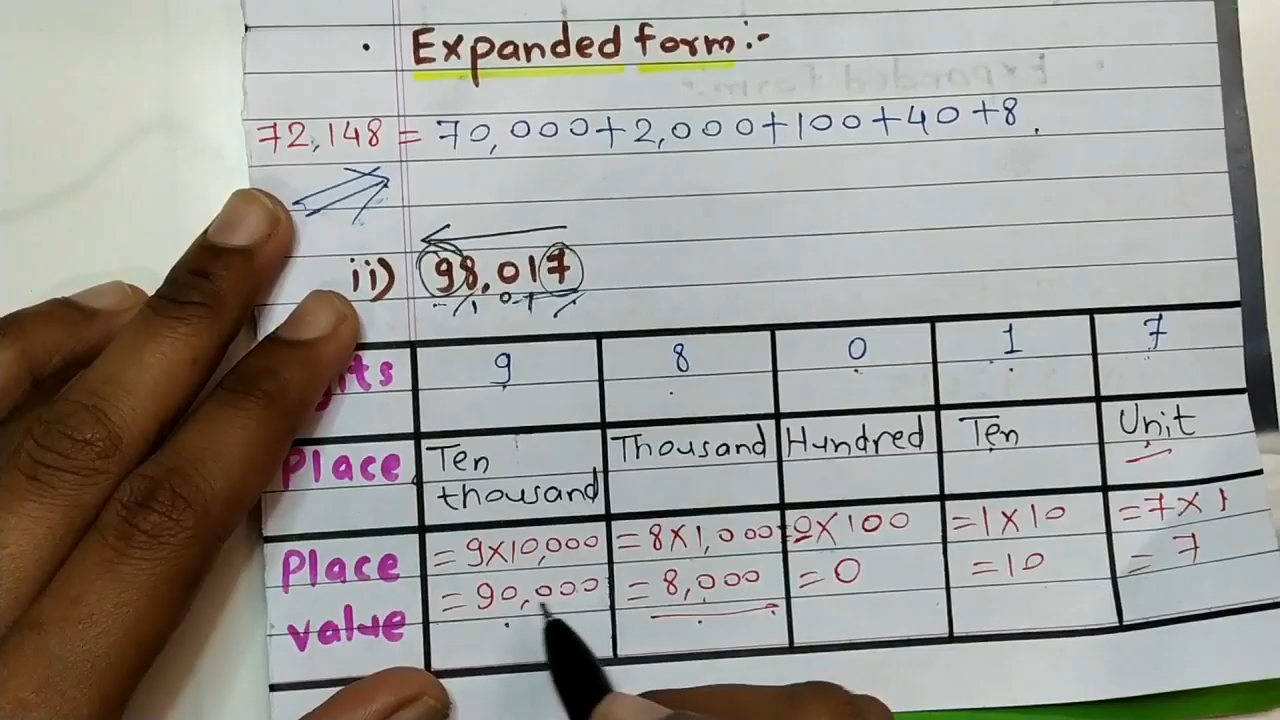 • Expanded form:-
72,148 = 70,000+2,000+100+40+8.
ii) 98,017
9 8 0 1 7
Place Ten thousand Thousand Hundred Ten Unit
Place value =9×10,000 =8×1,000 =0×100 =1×10 =7×1
=90,000 =8,000 =0 =10 =7